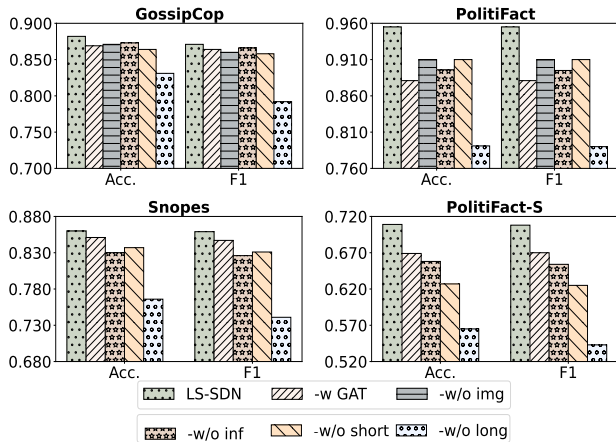 GossipCop
0.900
0.850
0.800
0.750
0.700
Acc. F1
PolitiFact
0.960
0.910
0.860
0.810
0.760
Acc. F1
Snopes
0.880
0.830
0.780
0.730
0.680
Acc. F1
PolitiFact-S
0.720
0.670
0.620
0.570
0.520
Acc. F1
LS-SDN -w GAT -w/o img
-w/o inf -w/o short -w/o long